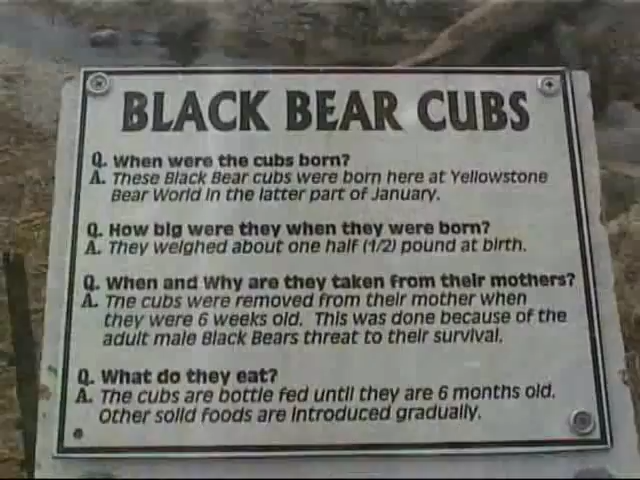 BLACK BEAR CUBS
Q. When were the cubs born?
A. These Black Bear cubs were born here at Yellowstone
Bear World in the latter part of January.
Q. How big were they when they were born?
A. They weighed about one half (1/2) pound at birth.
Q. When and Why are they taken from their mothers?
A. The cubs were removed from their mother when
they were 6 weeks old. This was done because of the
adult male Black Bears threat to their survival.
Q. What do they eat?
A. The cubs are bottle fed until they are 6 months old.
Other solid foods are introduced gradually.